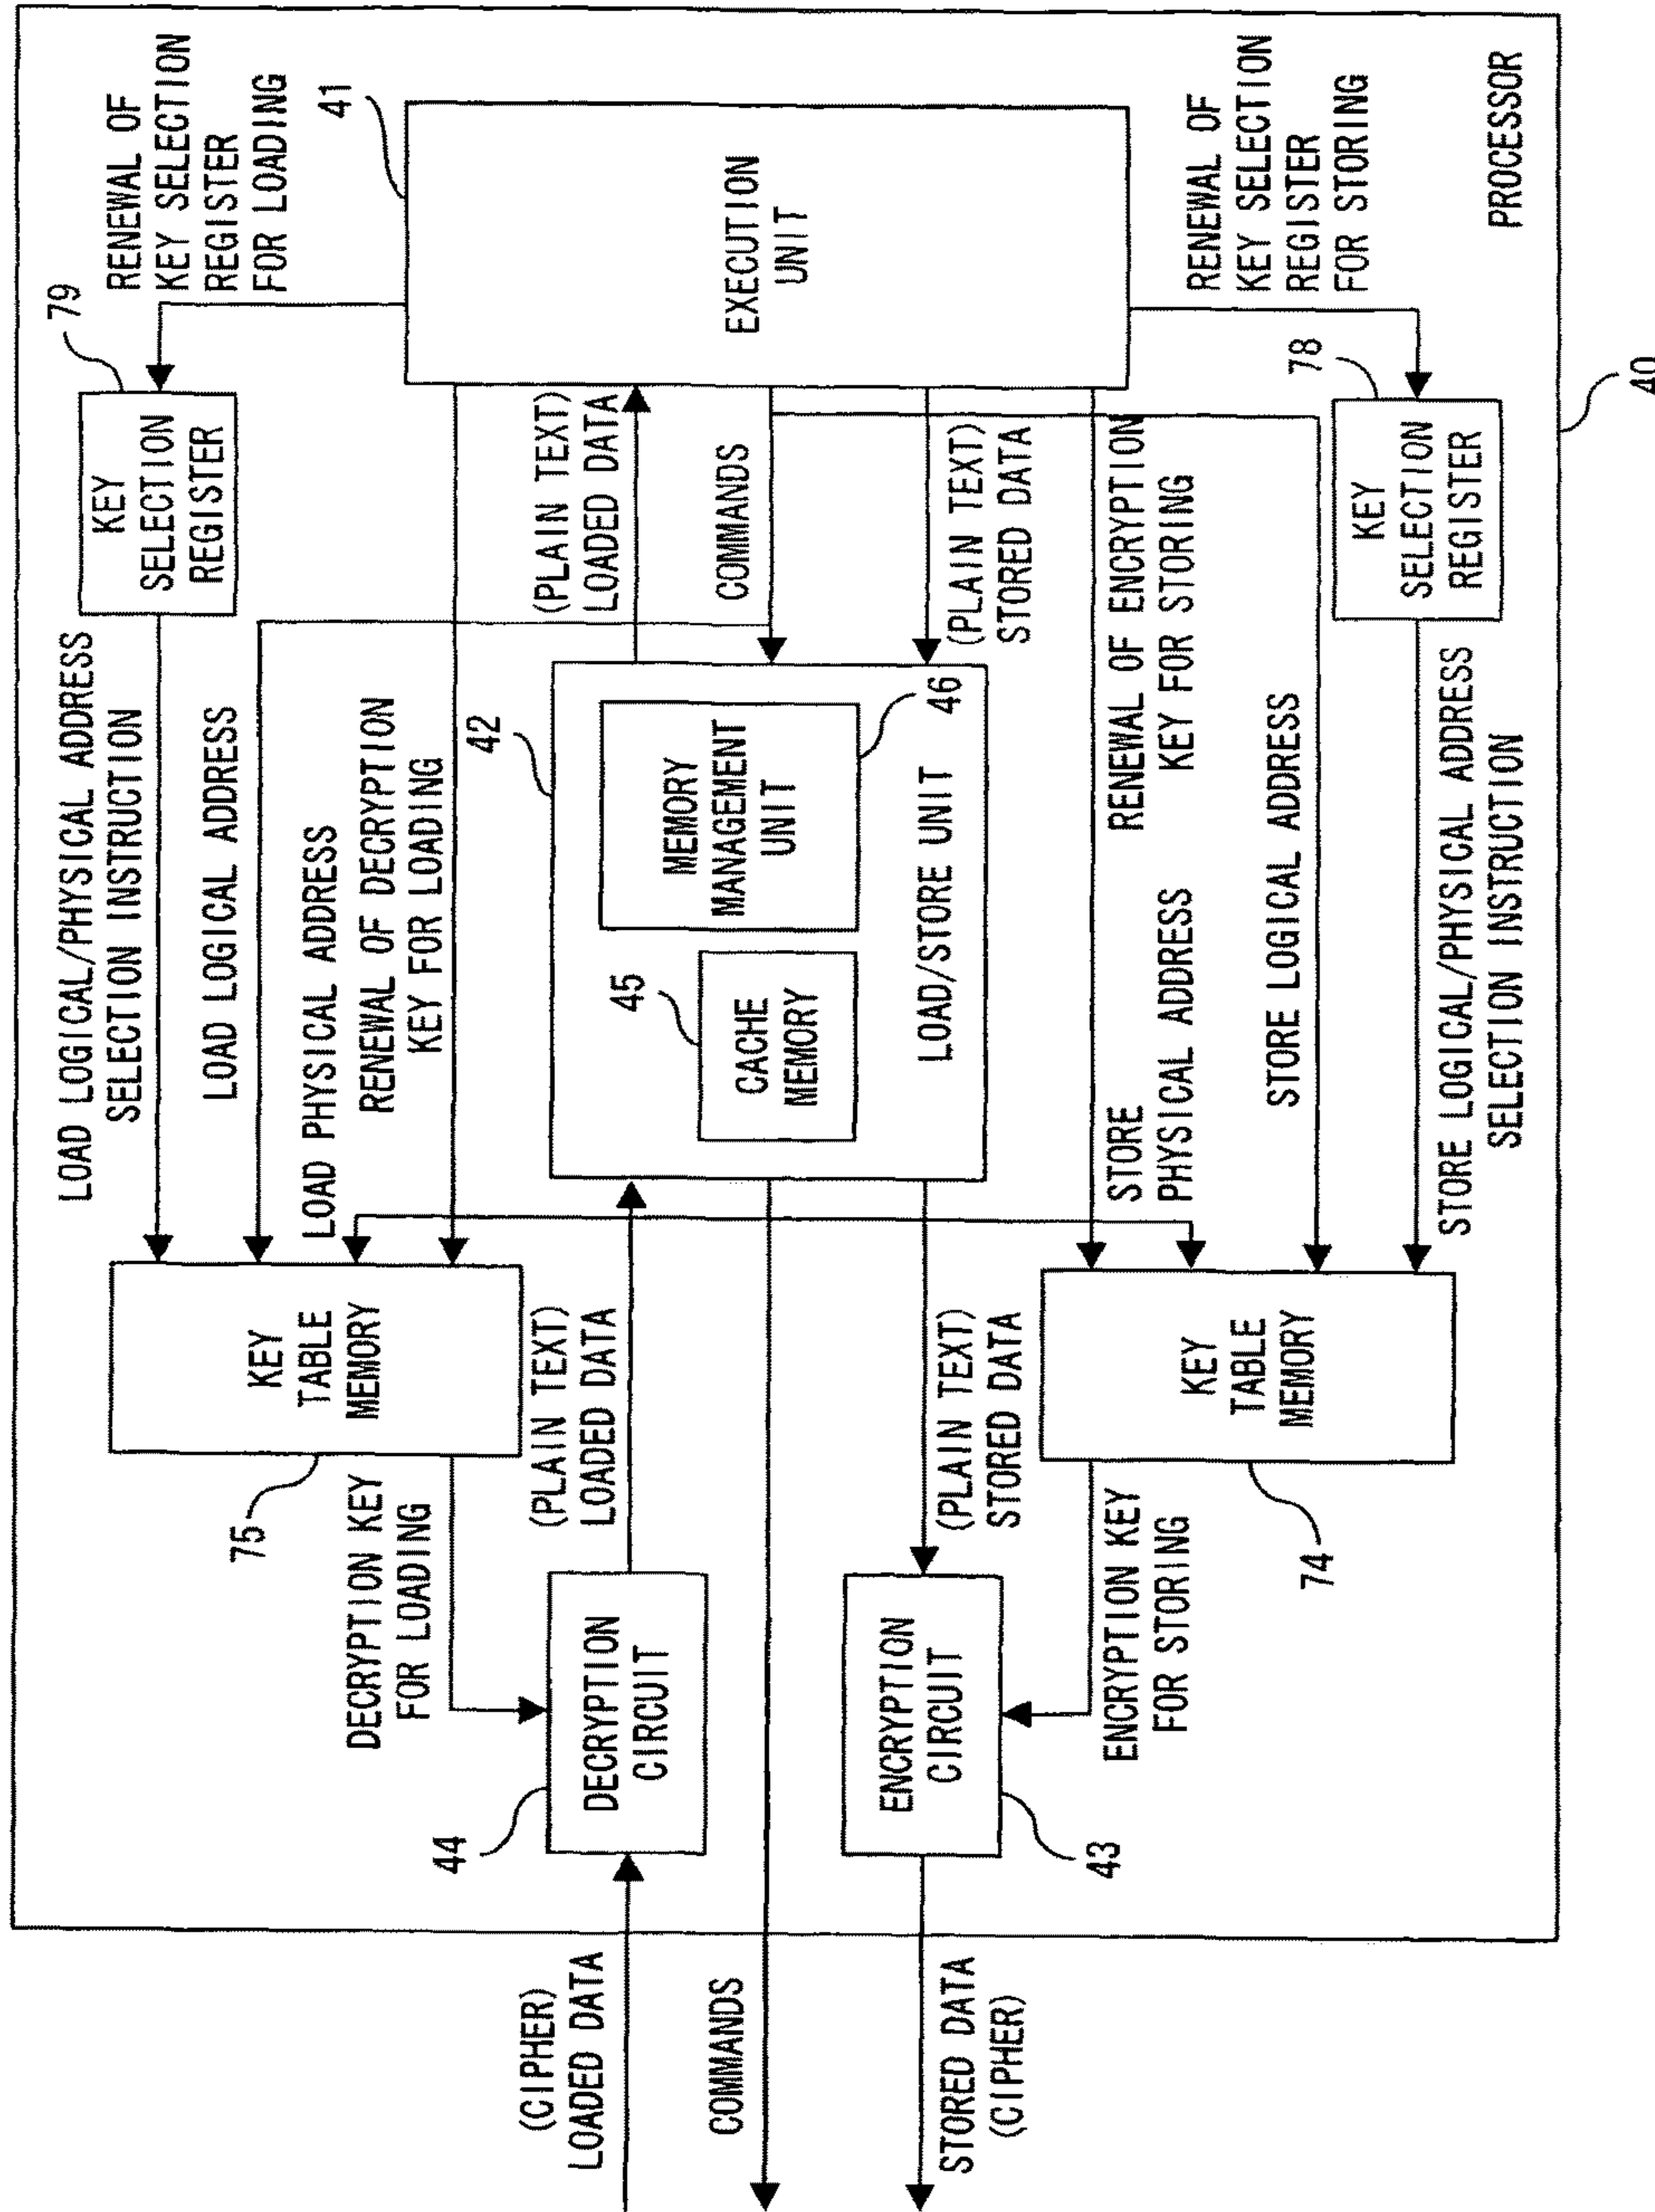 RENEWAL OF
KEY SELECTION
REGISTER
FOR LOADING
79
KEY
SELECTION
REGISTER
LOAD LOGICAL/PHYSICAL ADDRESS
SELECTION INSTRUCTION
LOAD LOGICAL ADDRESS
LOAD PHYSICAL ADDRESS
RENEWAL OF DECRYPTION
KEY FOR LOADING
KEY
TABLE
MEMORY
75
DECRYPTION KEY
FOR LOADING
41
EXECUTION
UNIT
(PLAIN TEXT)
LOADED DATA
COMMANDS
(PLAIN TEXT)
STORED DATA
42
MEMORY
MANAGEMENT
UNIT
46
45
CACHE
MEMORY
LOAD/STORE UNIT
(PLAIN TEXT)
LOADED DATA
44
DECRYPTION
CIRCUIT
(CIPHER)
LOADED DATA
COMMANDS
(PLAIN TEXT)
STORED DATA
ENCRYPTION
CIRCUIT
43
STORED DATA
(CIPHER)
RENEWAL OF ENCRYPTION
KEY FOR STORING
STORE
PHYSICAL ADDRESS
STORE LOGICAL ADDRESS
STORE LOGICAL/PHYSICAL ADDRESS
SELECTION INSTRUCTION
KEY
TABLE
MEMORY
74
ENCRYPTION KEY
FOR STORING
RENEWAL OF
KEY SELECTION
REGISTER
FOR STORING
78
KEY
SELECTION
REGISTER
PROCESSOR
40